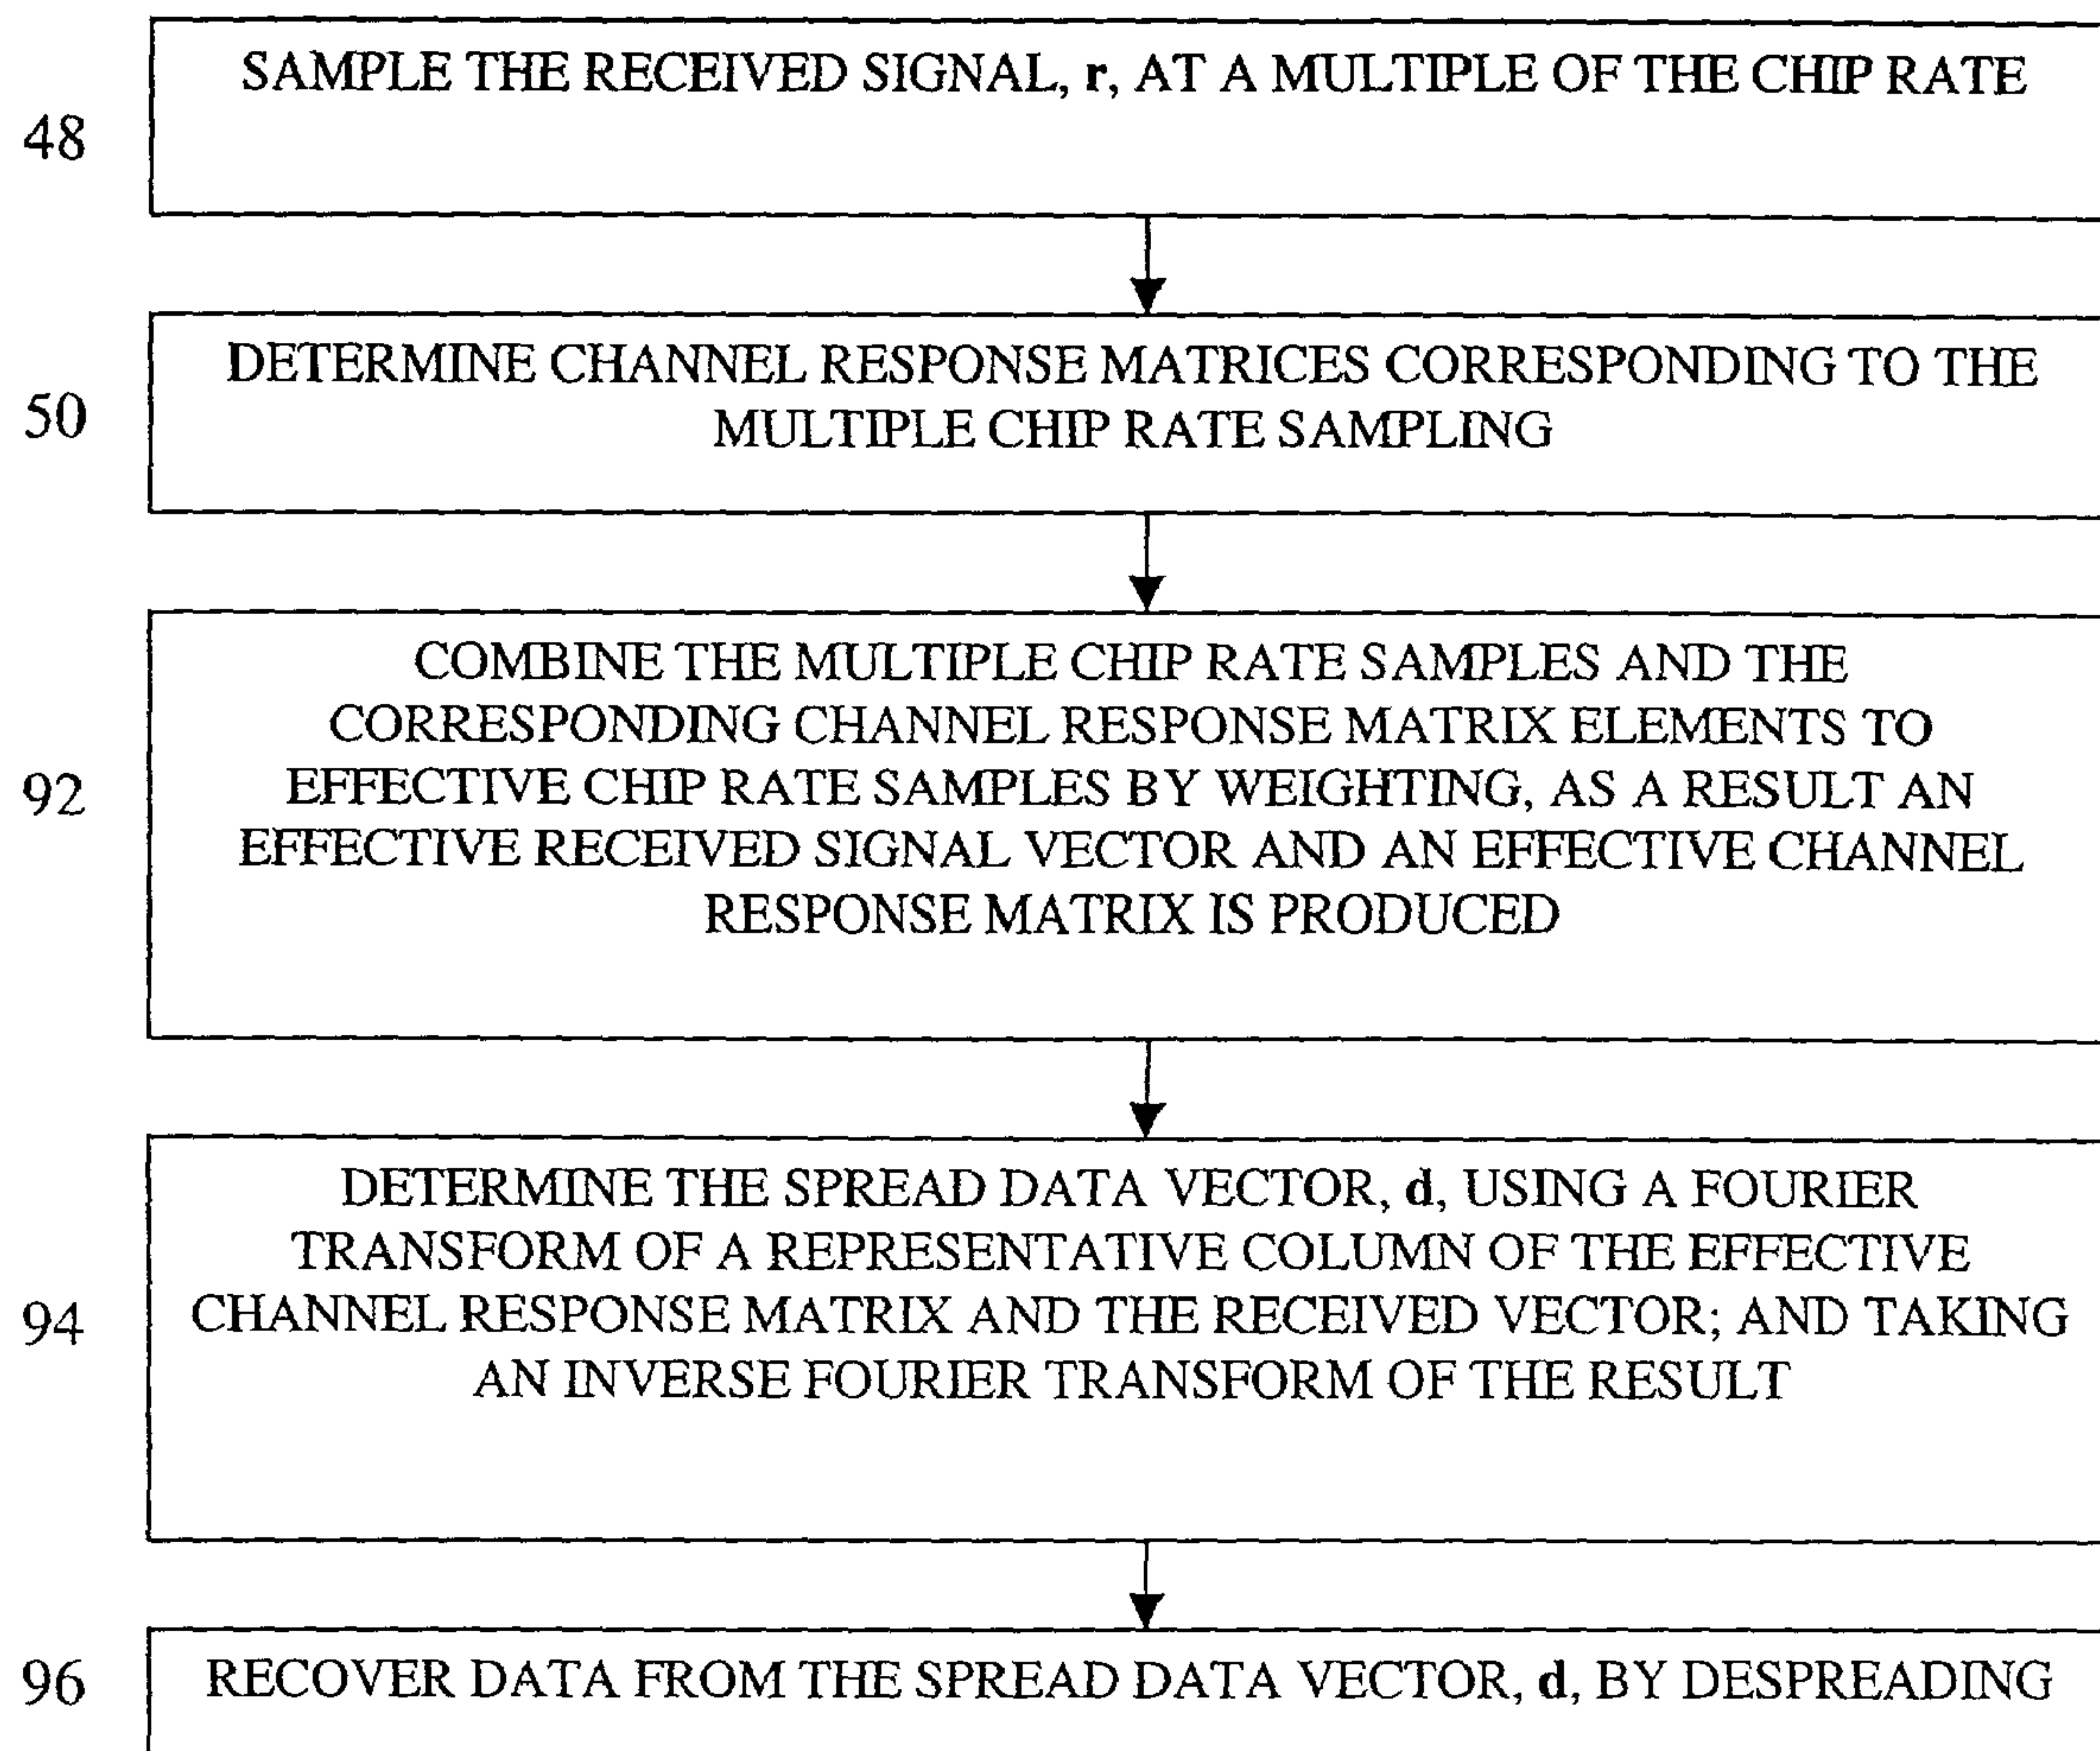 SAMPLE THE RECEIVED SIGNAL, r, AT A MULTIPLE OF THE CHIP RATE
48
DETERMINE CHANNEL RESPONSE MATRICES CORRESPONDING TO THE
MULTIPLE CHIP RATE SAMPLING
50
COMBINE THE MULTIPLE CHIP RATE SAMPLES AND THE
CORRESPONDING CHANNEL RESPONSE MATRIX ELEMENTS TO
EFFECTIVE CHIP RATE SAMPLES BY WEIGHTING, AS A RESULT AN
EFFECTIVE RECEIVED SIGNAL VECTOR AND AN EFFECTIVE CHANNEL
RESPONSE MATRIX IS PRODUCED
92
DETERMINE THE SPREAD DATA VECTOR, d, USING A FOURIER
TRANSFORM OF A REPRESENTATIVE COLUMN OF THE EFFECTIVE
CHANNEL RESPONSE MATRIX AND THE RECEIVED VECTOR; AND TAKING
AN INVERSE FOURIER TRANSFORM OF THE RESULT
94
RECOVER DATA FROM THE SPREAD DATA VECTOR, d, BY DESPREADING
96